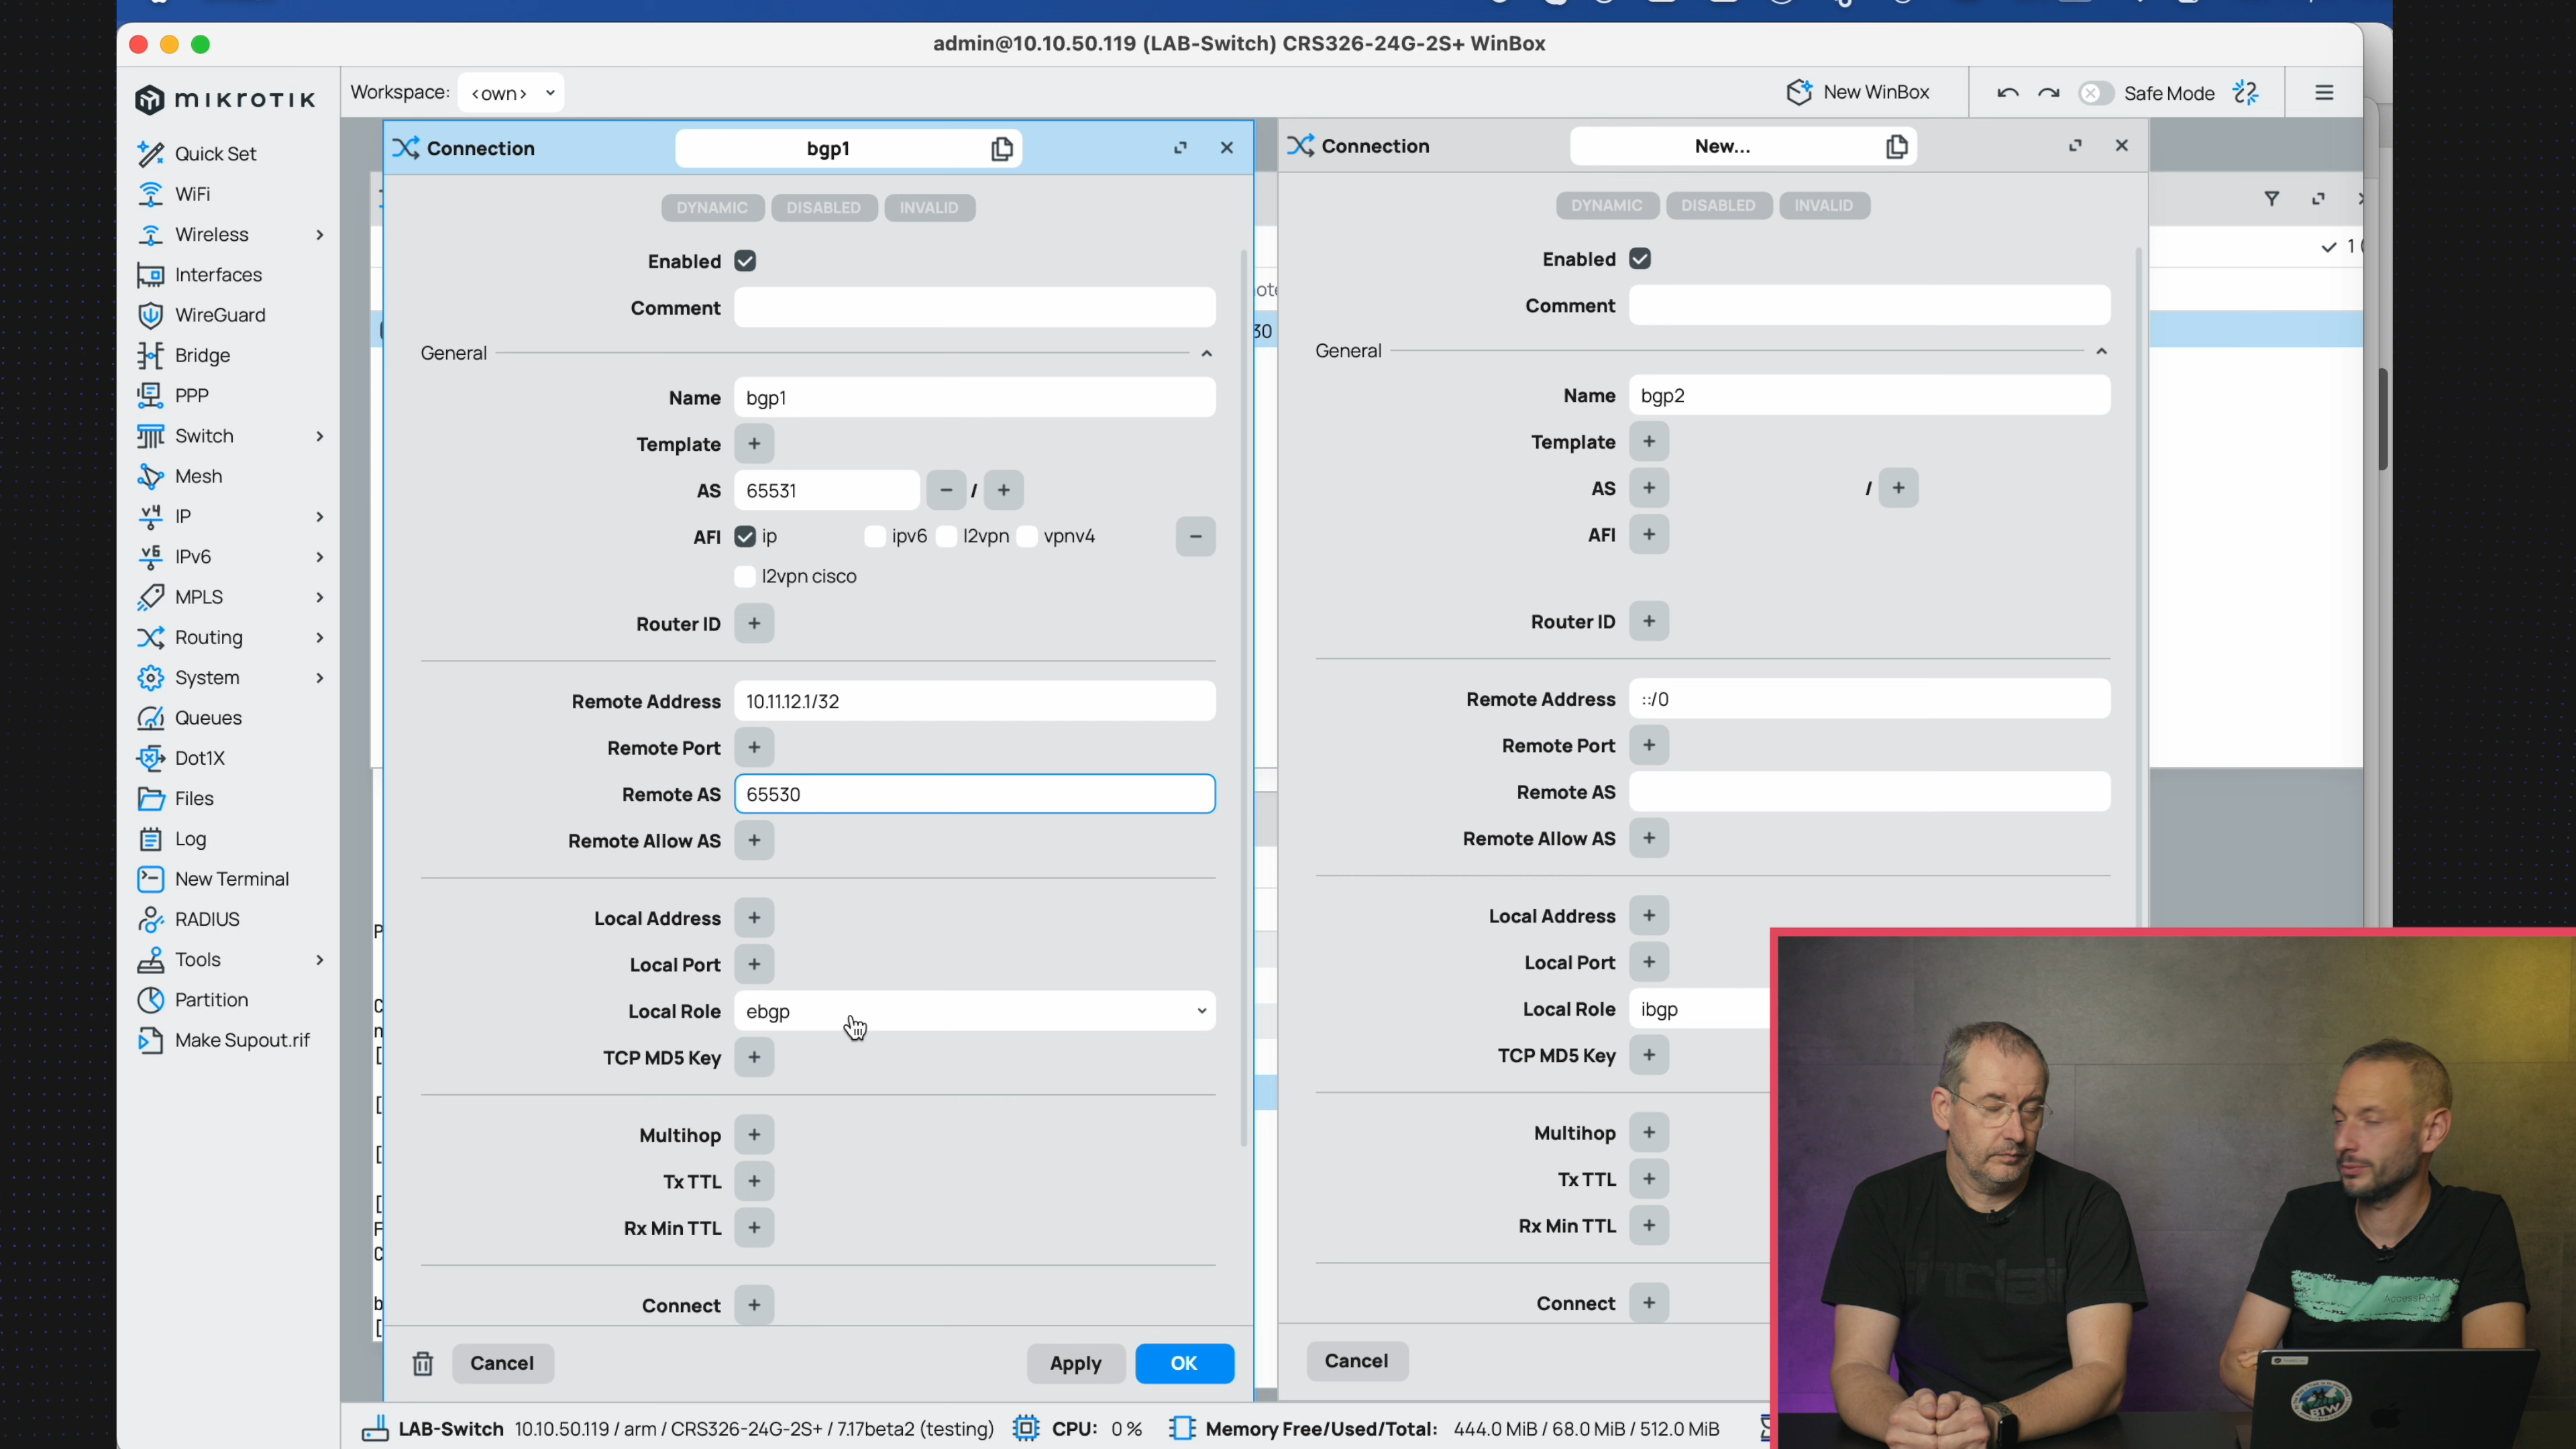 admin@10.10.50.119 (LAB-Switch) CRS326-24G-2S+ WinBox
mikrotik
Workspace: <own>
New WinBox
Safe Mode
Quick Set
WiFi
Wireless
Interfaces
WireGuard
Bridge
PPP
Switch
Mesh
IP
IPv6
MPLS
Routing
System
Queues
Dot1X
Files
Log
New Terminal
RADIUS
Tools
Partition
Make Supout.rif
Connection
bgp1
DYNAMIC DISABLED INVALID
Enabled
Comment
General
Name bgp1
Template +
AS 65531 - / +
AFI ip ipv6 l2vpn vpnv4 -
l2vpn cisco
Router ID +
Remote Address 10.11.12.1/32
Remote Port +
Remote AS 65530
Remote Allow AS +
Local Address +
Local Port +
Local Role ebgp
TCP MD5 Key +
Multihop +
Tx TTL +
Rx Min TTL +
Connect +
Cancel
Apply
OK
30
Connection
New...
DYNAMIC DISABLED INVALID
Enabled
Comment
General
Name bgp2
Template +
AS + / +
AFI +
Router ID +
Remote Address ::/0
Remote Port +
Remote AS
Remote Allow AS +
Local Address +
Local Port +
Local Role ibgp
TCP MD5 Key +
Multihop +
Tx TTL +
Rx Min TTL +
Connect +
Cancel
LAB-Switch 10.10.50.119 / arm / CRS326-24G-2S+ / 7.17beta2 (testing) CPU: 0 % Memory Free/Used/Total: 444.0 MiB / 68.0 MiB / 512.0 MiB
AccessPoint
BTW